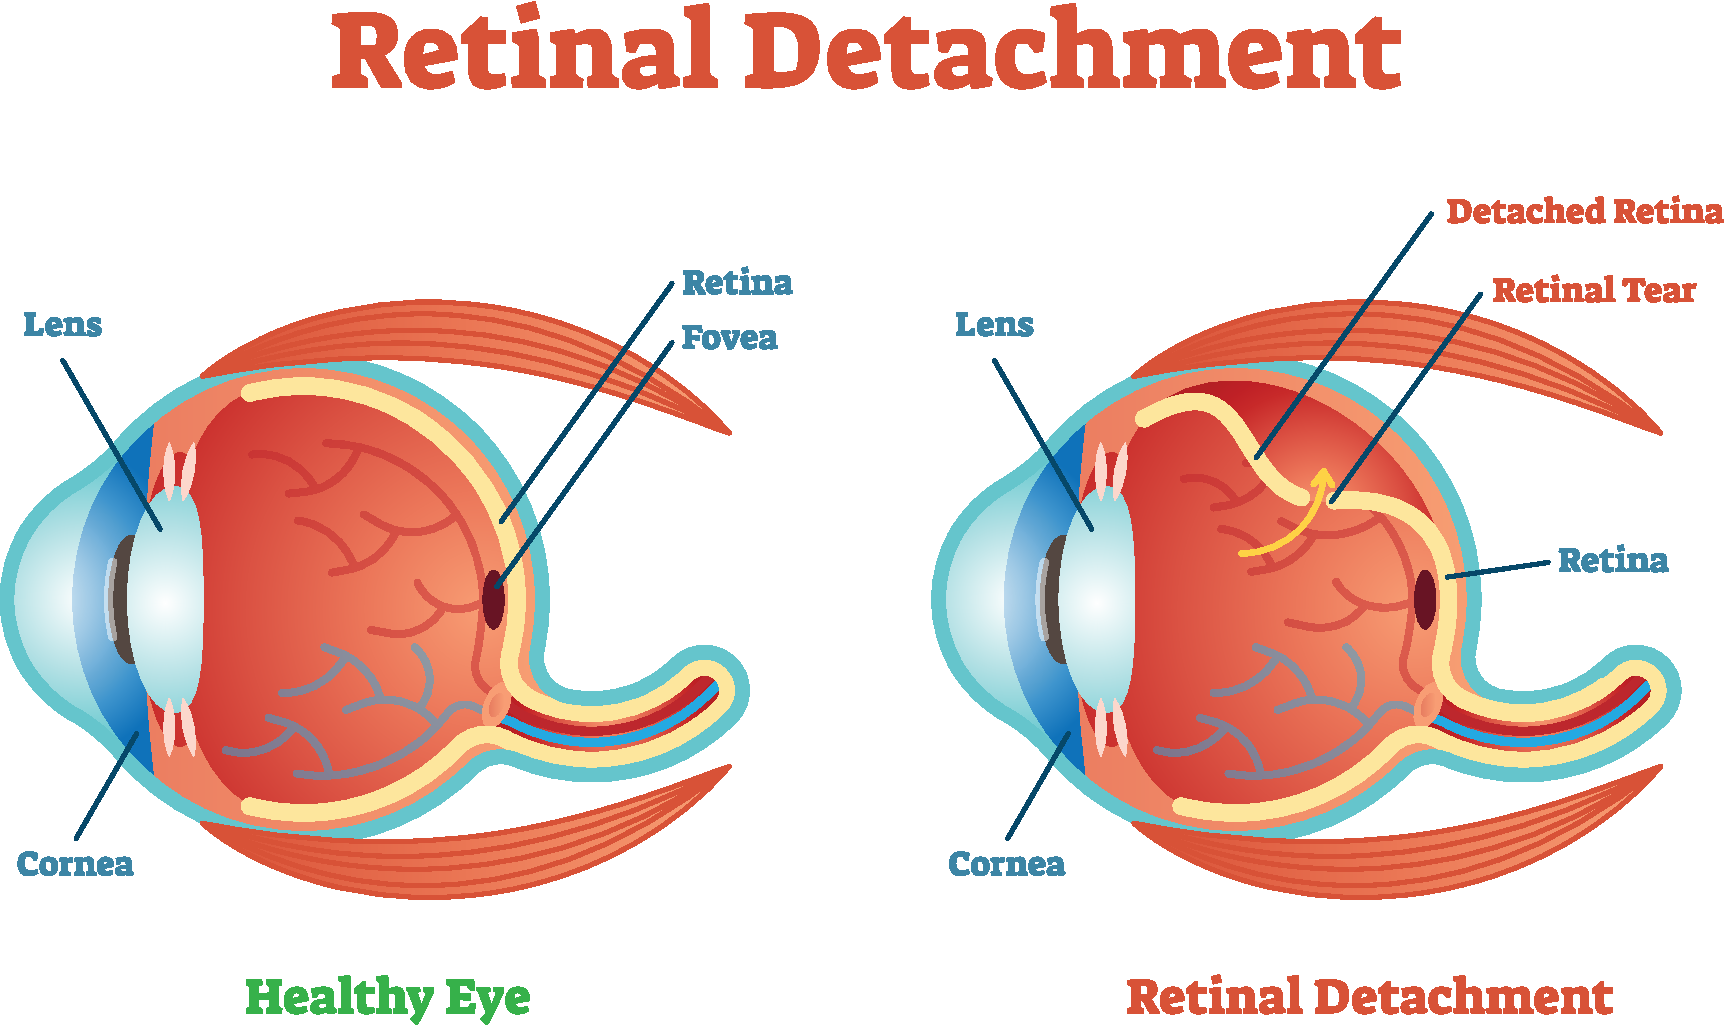 Retinal Detachment
Lens
Retina
Fovea
Cornea
Healthy Eye
Detached Retina
Retinal Tear
Lens
Retina
Cornea
Retinal Detachment